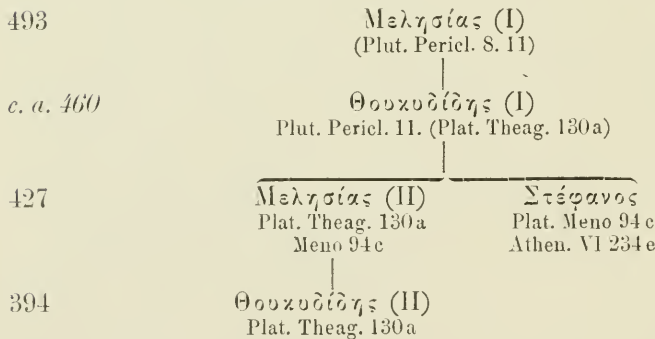 493 Μελησίας (I)
(Plut. Pericl. 8. 11)
c. a. 460 Θουκυδίδης (I)
Plut. Pericl. 11. (Plat. Theag. 130a)
427 Μελησίας (II) Στέφανος
Plat. Theag. 130a Plat. Meno 94c
Meno 94c Athen. VI 234e
394 Θουκυδίδης (II)
Plat. Theag. 130a